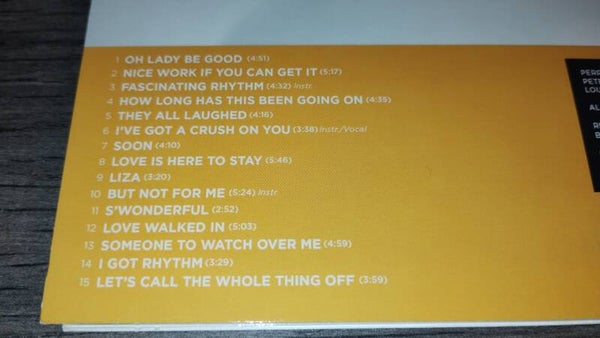 1 OH LADY BE GOOD (4:51)
2 NICE WORK IF YOU CAN GET IT (5:17)
3 FASCINATING RHYTHM (4:32) Instr.
4 HOW LONG HAS THIS BEEN GOING ON (4:35)
5 THEY ALL LAUGHED (4:16)
6 I'VE GOT A CRUSH ON YOU (3:38) Instr./Vocal
7 SOON (4:10)
8 LOVE IS HERE TO STAY (5:46)
9 LIZA (3:20)
10 BUT NOT FOR ME (5:24) Instr.
11 S'WONDERFUL (2:52)
12 LOVE WALKED IN (5:03)
13 SOMEONE TO WATCH OVER ME (4:59)
14 I GOT RHYTHM (3:29)
15 LET'S CALL THE WHOLE THING OFF (3:59)
PERR
PETE
LOU
AL